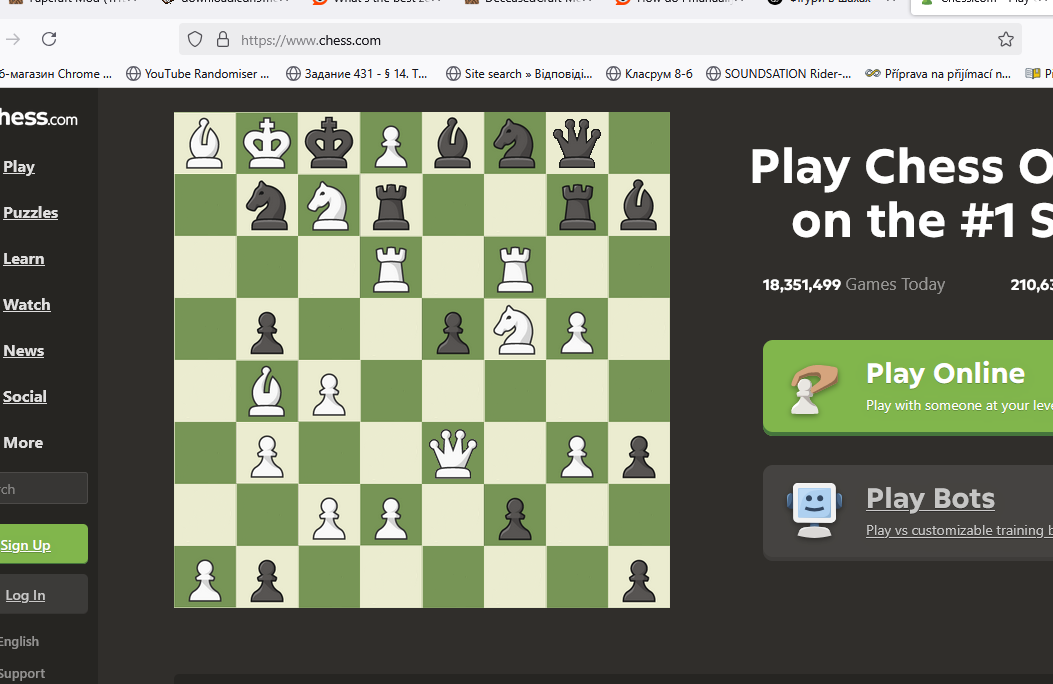 https://www.chess.com
б-магазин Chrome ... YouTube Randomiser ... Задание 431 - § 14. Т... Site search » Відповіді... Класрум 8-б SOUNDSATION Rider-... Příprava na přijímací n...
hess.com
Play
Puzzles
Learn
Watch
News
Social
More
rch
Sign Up
Log In
English
Support
Play Chess O
on the #1 S
18,351,499 Games Today 210,63
Play Online
Play with someone at your leve
Play Bots
Play vs customizable training b